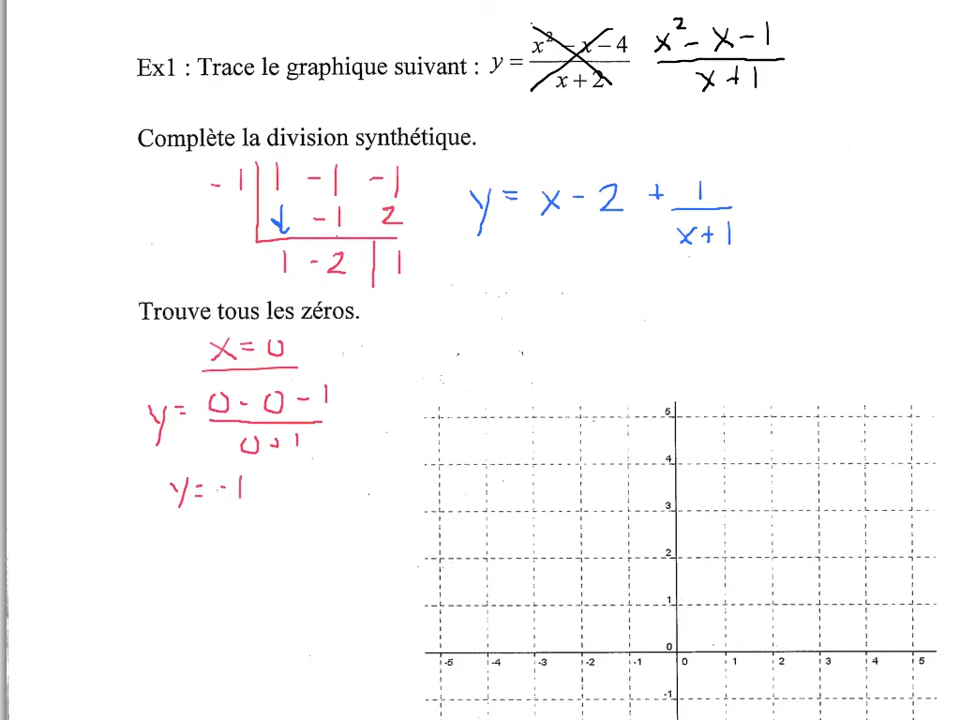 Ex1 : Trace le graphique suivant : y = (x² - x - 4)/(x + 2) (x² - x - 1)/(x + 1)
Complète la division synthétique.
-1 | 1 -1 -1
↓ -1 2
1 -2 | 1
y = x - 2 + 1/(x + 1)
Trouve tous les zéros.
x = 0
y = (0 - 0 - 1)/(0 + 1)
y = -1
5
4
3
2
1
0
-5 -4 -3 -2 -1 0 1 2 3 4 5
-1